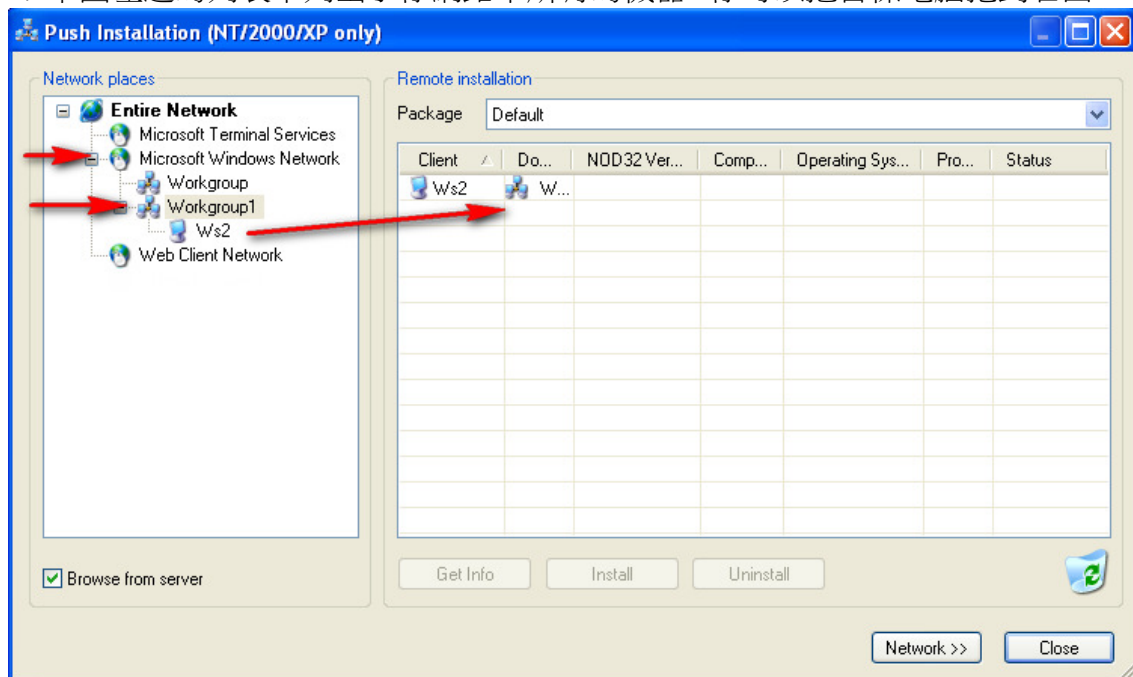 Push Installation (NT/2000/XP only)
Network places
Entire Network
Microsoft Terminal Services
Microsoft Windows Network
Workgroup
Workgroup1
Ws2
Web Client Network
Browse from server
Remote installation
Package Default
Client Do... NOD32 Ver... Comp... Operating Sys... Pro... Status
Ws2 W...
Get Info Install Uninstall
Network >> Close